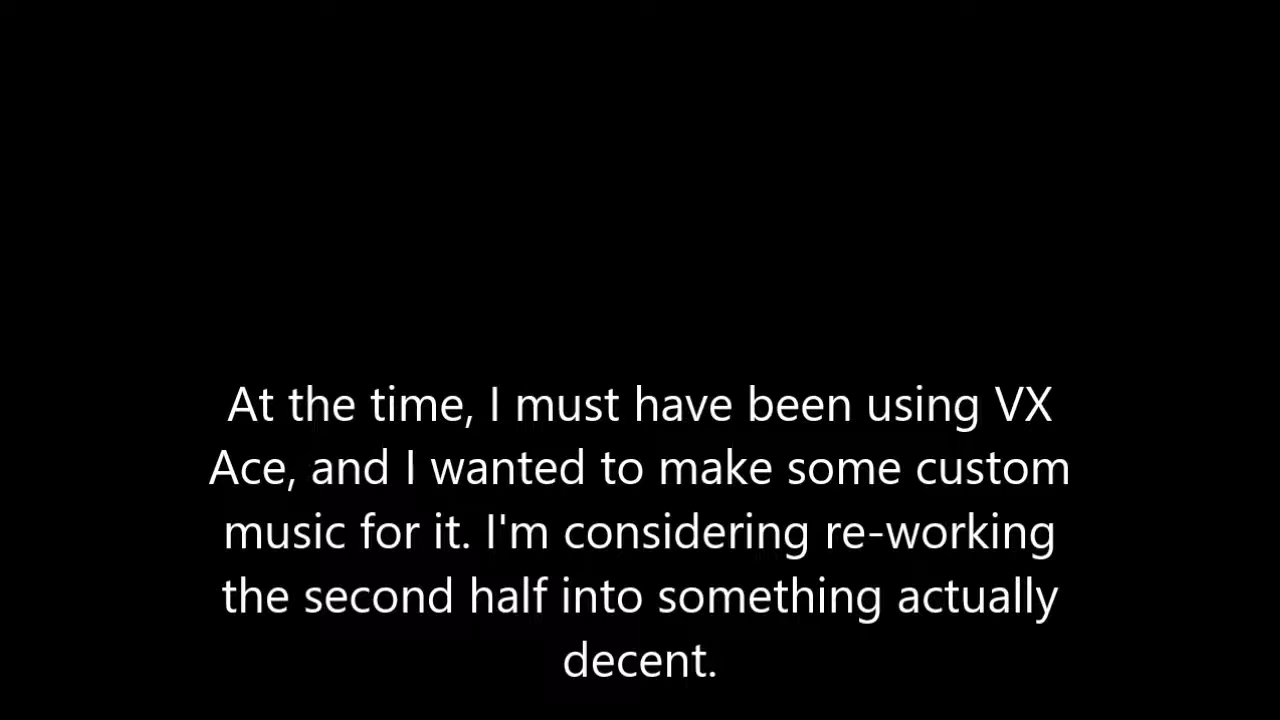 At the time, I must have been using VX
Ace, and I wanted to make some custom
music for it. I'm considering re-working
the second half into something actually
decent.